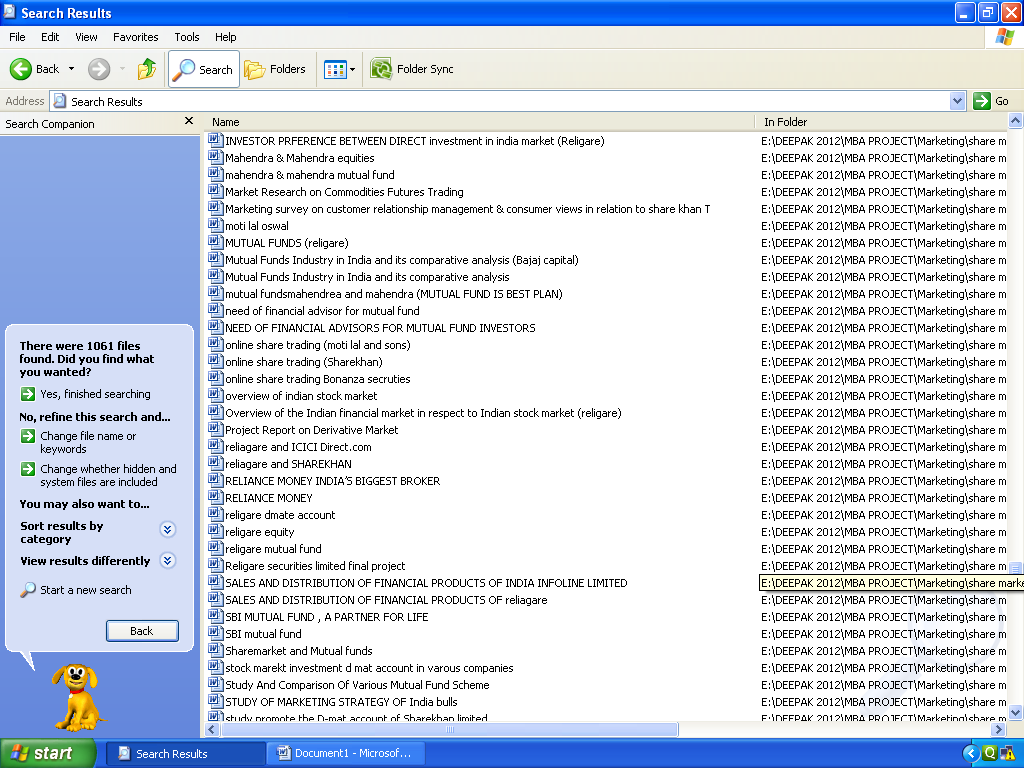 Search Results
File Edit View Favorites Tools Help
Back Search Folders Folder Sync
Address Search Results Go
Search Companion
Name In Folder
INVESTOR PRFERENCE BETWEEN DIRECT investment in india market (Religare) E:\DEEPAK 2012\MBA PROJECT\Marketing\share m
Mahendra & Mahendra equities E:\DEEPAK 2012\MBA PROJECT\Marketing\share m
mahendra & mahendra mutual fund E:\DEEPAK 2012\MBA PROJECT\Marketing\share m
Market Research on Commodities Futures Trading E:\DEEPAK 2012\MBA PROJECT\Marketing\share m
Marketing survey on customer relationship management & consumer views in relation to share khan T E:\DEEPAK 2012\MBA PROJECT\Marketing\share m
moti lal oswal E:\DEEPAK 2012\MBA PROJECT\Marketing\share m
MUTUAL FUNDS (religare) E:\DEEPAK 2012\MBA PROJECT\Marketing\share m
Mutual Funds Industry in India and its comparative analysis (Bajaj capital) E:\DEEPAK 2012\MBA PROJECT\Marketing\share m
Mutual Funds Industry in India and its comparative analysis E:\DEEPAK 2012\MBA PROJECT\Marketing\share m
mutual fundsmahendrea and mahendra (MUTUAL FUND IS BEST PLAN) E:\DEEPAK 2012\MBA PROJECT\Marketing\share m
need of financial advisor for mutual fund E:\DEEPAK 2012\MBA PROJECT\Marketing\share m
NEED OF FINANCIAL ADVISORS FOR MUTUAL FUND INVESTORS E:\DEEPAK 2012\MBA PROJECT\Marketing\share m
online share trading (moti lal and sons) E:\DEEPAK 2012\MBA PROJECT\Marketing\share m
online share trading (Sharekhan) E:\DEEPAK 2012\MBA PROJECT\Marketing\share m
online share trading Bonanza secruties E:\DEEPAK 2012\MBA PROJECT\Marketing\share m
overview of indian stock market E:\DEEPAK 2012\MBA PROJECT\Marketing\share m
Overview of the Indian financial market in respect to Indian stock market (religare) E:\DEEPAK 2012\MBA PROJECT\Marketing\share m
Project Report on Derivative Market E:\DEEPAK 2012\MBA PROJECT\Marketing\share m
reliagare and ICICI Direct.com E:\DEEPAK 2012\MBA PROJECT\Marketing\share m
reliagare and SHAREKHAN E:\DEEPAK 2012\MBA PROJECT\Marketing\share m
RELIANCE MONEY INDIA'S BIGGEST BROKER E:\DEEPAK 2012\MBA PROJECT\Marketing\share m
RELIANCE MONEY E:\DEEPAK 2012\MBA PROJECT\Marketing\share m
religare dmate account E:\DEEPAK 2012\MBA PROJECT\Marketing\share m
religare equity E:\DEEPAK 2012\MBA PROJECT\Marketing\share m
religare mutual fund E:\DEEPAK 2012\MBA PROJECT\Marketing\share m
Religare securities limited final project E:\DEEPAK 2012\MBA PROJECT\Marketing\share m
SALES AND DISTRIBUTION OF FINANCIAL PRODUCTS OF INDIA INFOLINE LIMITED E:\DEEPAK 2012\MBA PROJECT\Marketing\share marke
SALES AND DISTRIBUTION OF FINANCIAL PRODUCTS OF reliagare E:\DEEPAK 2012\MBA PROJECT\Marketing\share m
SBI MUTUAL FUND , A PARTNER FOR LIFE E:\DEEPAK 2012\MBA PROJECT\Marketing\share m
SBI mutual fund E:\DEEPAK 2012\MBA PROJECT\Marketing\share m
Sharemarket and Mutual funds E:\DEEPAK 2012\MBA PROJECT\Marketing\share m
stock marekt investment d mat account in varous companies E:\DEEPAK 2012\MBA PROJECT\Marketing\share m
Study And Comparison Of Various Mutual Fund Scheme E:\DEEPAK 2012\MBA PROJECT\Marketing\share m
STUDY OF MARKETING STRATEGY OF India bulls E:\DEEPAK 2012\MBA PROJECT\Marketing\share m
study promote the D-mat account of Sharekhan limited E:\DEEPAK 2012\MBA PROJECT\Marketing\share m
There were 1061 files
found. Did you find what
you wanted?
Yes, finished searching
No, refine this search and...
Change file name or
keywords
Change whether hidden and
system files are included
You may also want to...
Sort results by
category
View results differently
Start a new search
Back
start Search Results Document1 - Microsof...